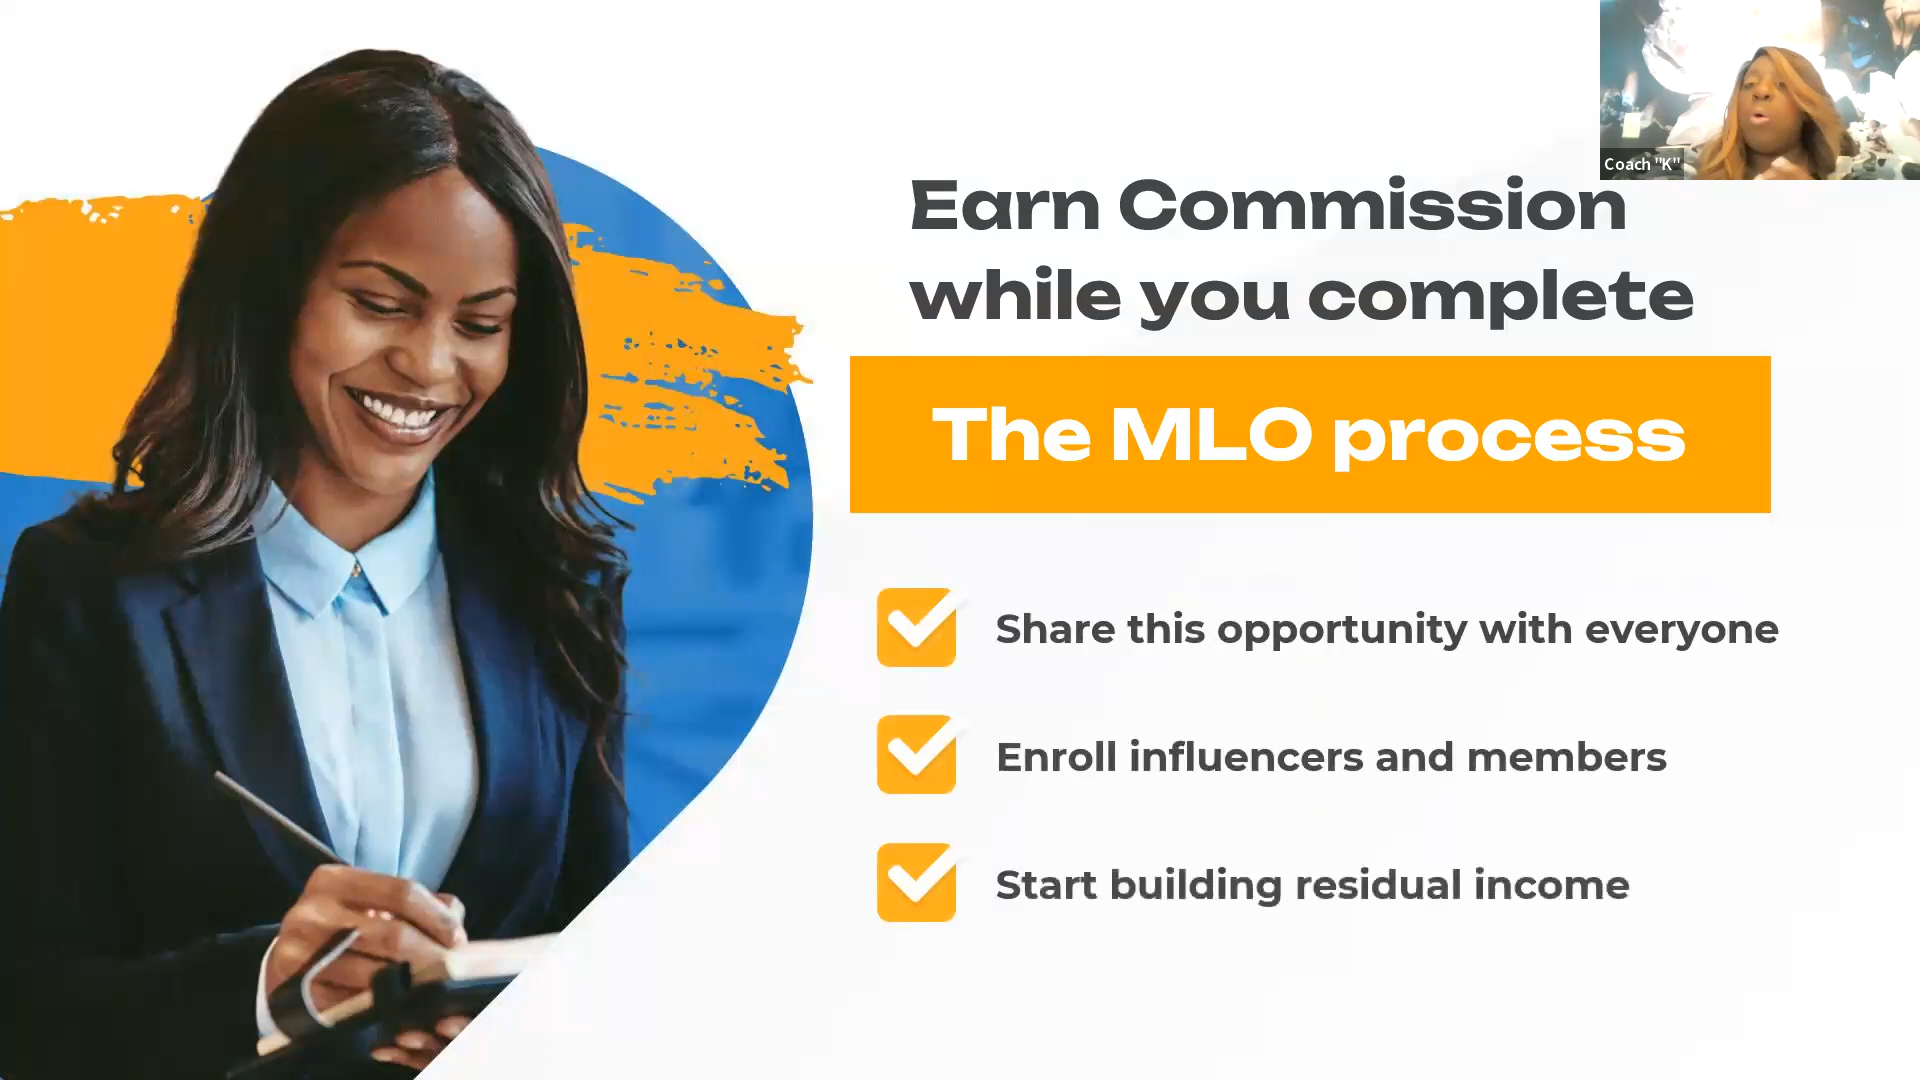 Coach "K"
Earn Commission
while you complete
The MLO process
Share this opportunity with everyone
Enroll influencers and members
Start building residual income